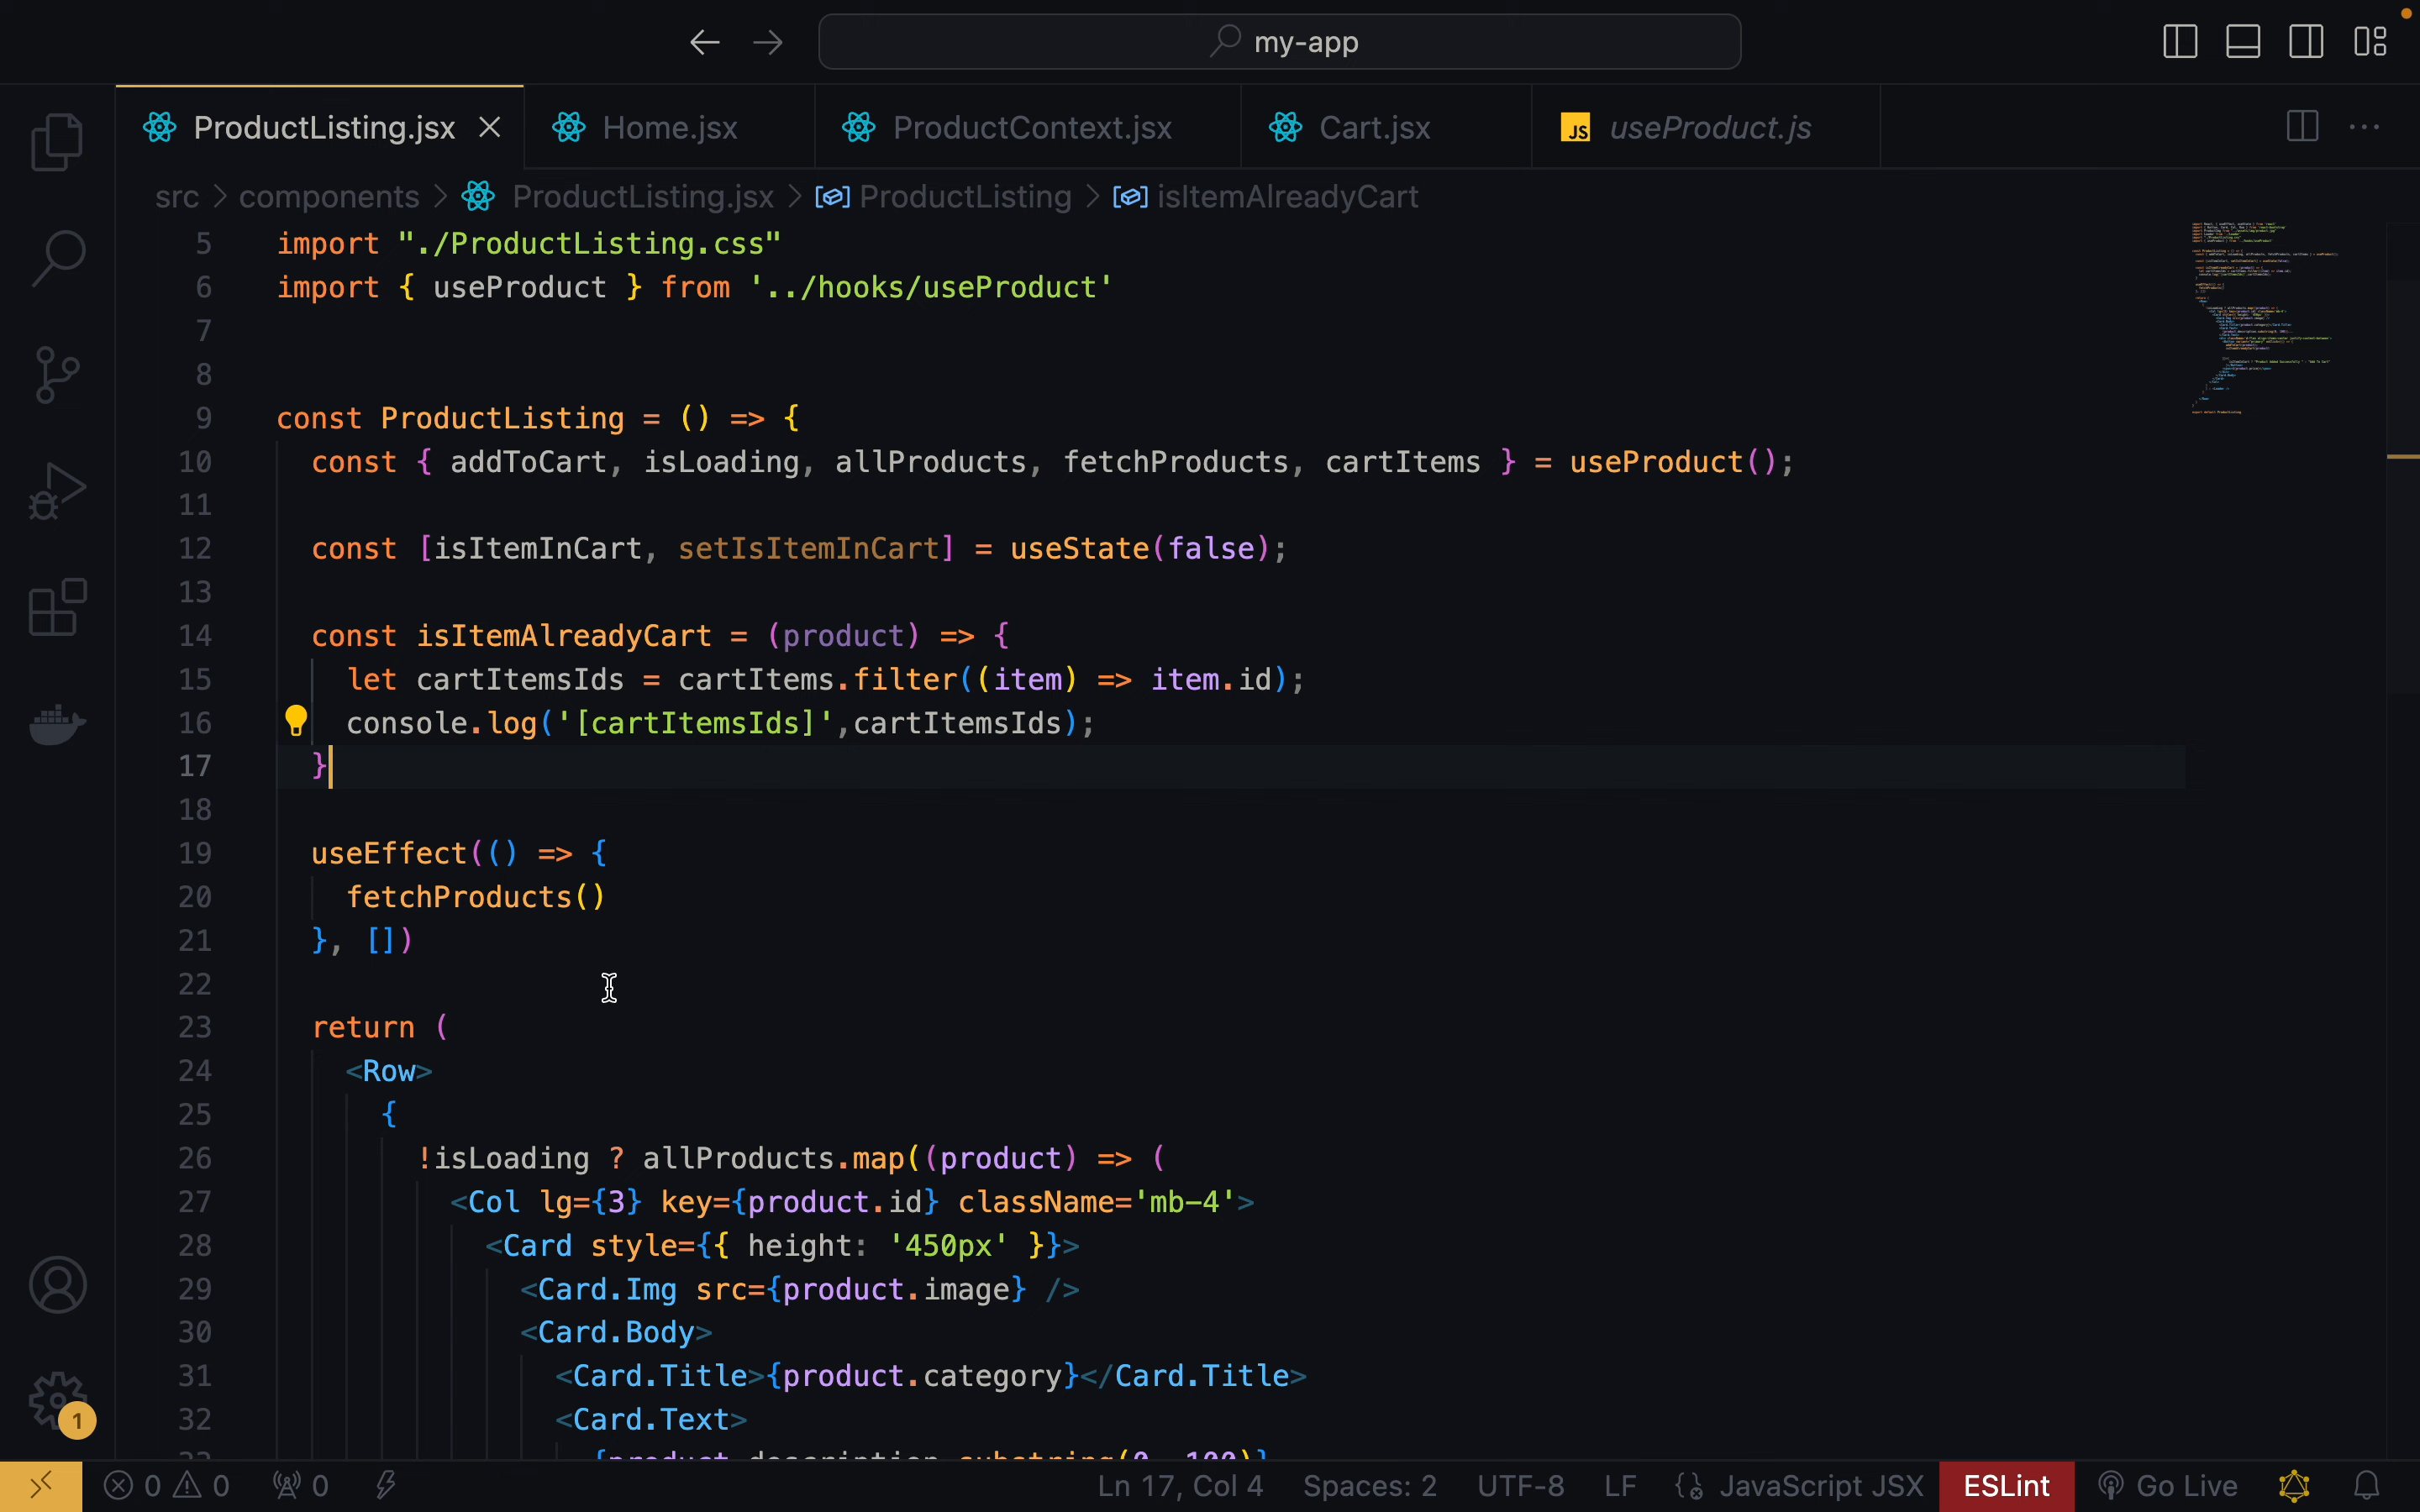 my-app
ProductListing.jsx Home.jsx ProductContext.jsx Cart.jsx JS useProduct.js
src > components > ProductListing.jsx > ProductListing > isItemAlreadyCart
5 import "./ProductListing.css"
6 import { useProduct } from '../hooks/useProduct'
7
8
9 const ProductListing = () => {
10 const { addToCart, isLoading, allProducts, fetchProducts, cartItems } = useProduct();
11
12 const [isItemInCart, setIsItemInCart] = useState(false);
13
14 const isItemAlreadyCart = (product) => {
15 let cartItemsIds = cartItems.filter((item) => item.id);
16 console.log('[cartItemsIds]',cartItemsIds);
17 }
18
19 useEffect(() => {
20 fetchProducts()
21 }, [])
22
23 return (
24 <Row>
25 {
26 !isLoading ? allProducts.map((product) => (
27 <Col lg={3} key={product.id} className='mb-4'>
28 <Card style={{ height: '450px' }}>
29 <Card.Img src={product.image} />
30 <Card.Body>
31 <Card.Title>{product.category}</Card.Title>
32 <Card.Text>
33 {product.description.substring(0, 100)}
1
0 0 0 Ln 17, Col 4 Spaces: 2 UTF-8 LF JavaScript JSX ESLint Go Live